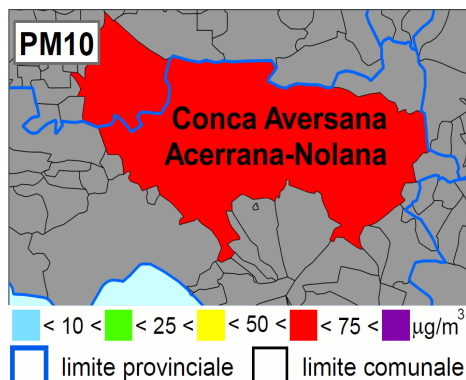 PM10
Conca Aversana
Acerrana-Nolana
< 10 < < 25 < < 50 < < 75 < µg/m³
limite provinciale limite comunale